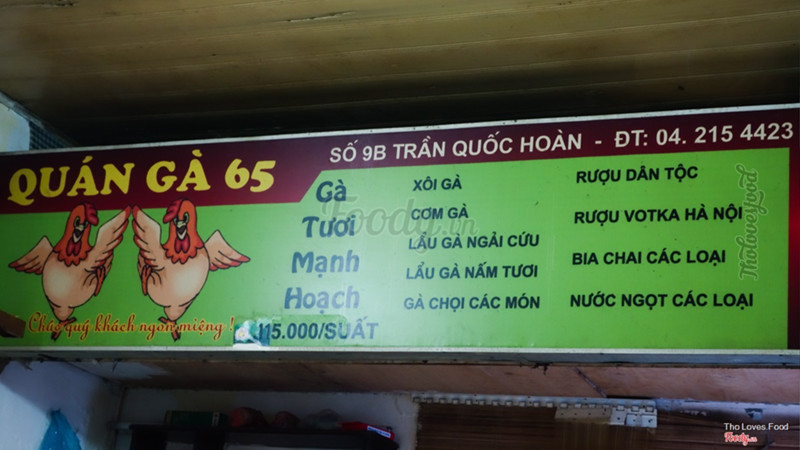 QUÁN GÀ 65
SỐ 9B TRẦN QUỐC HOÀN - ĐT: 04. 215 4423
Gà
Tươi
Mạnh
Hoạch
115.000/SUẤT
XÔI GÀ
CƠM GÀ
LẨU GÀ NGẢI CỨU
LẨU GÀ NẤM TƯƠI
GÀ CHỌI CÁC MÓN
RƯỢU DÂN TỘC
RƯỢU VOTKA HÀ NỘI
BIA CHAI CÁC LOẠI
NƯỚC NGỌT CÁC LOẠI
Chúc quý khách ngon miệng !
Foody.vn
ThoLovesFood
Tho Loves Food
Foody.vn